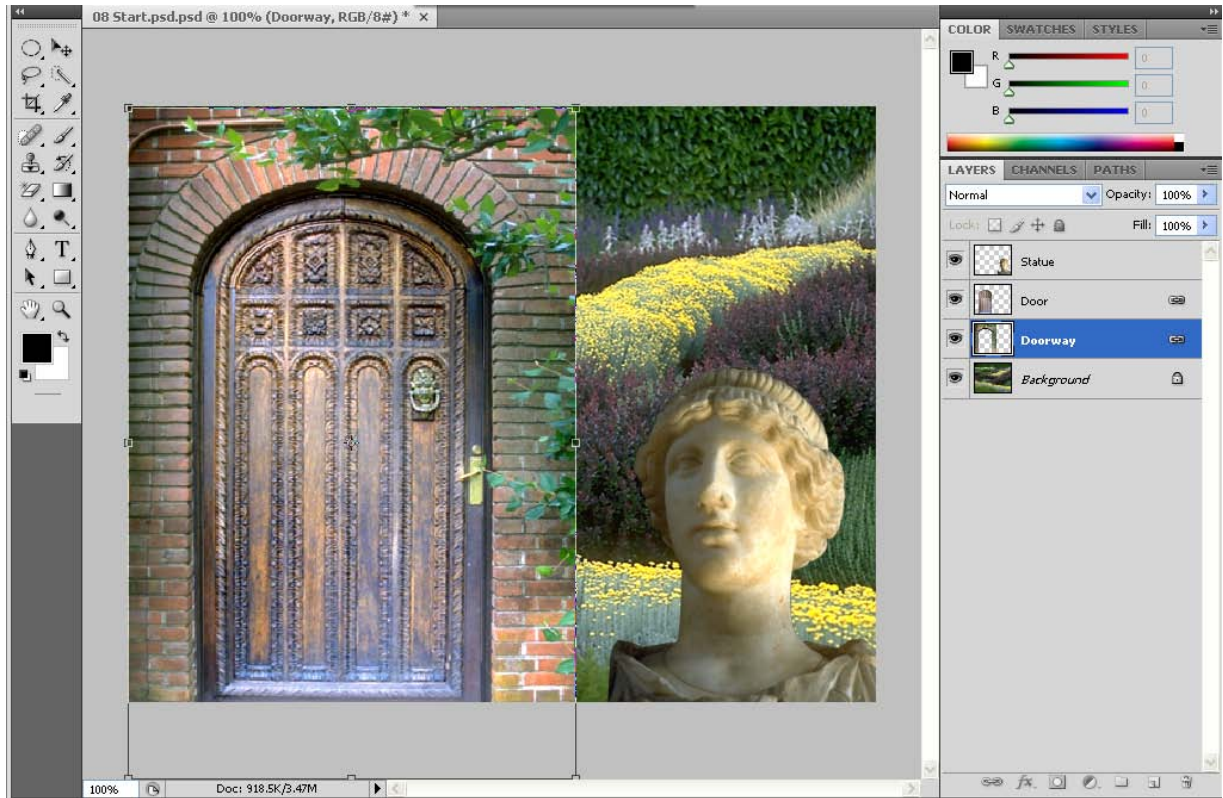 08 Start.psd.psd @ 100% (Doorway, RGB/8#) * ×
COLOR SWATCHES STYLES
R 0
G 0
B 0
LAYERS CHANNELS PATHS
Normal Opacity: 100%
Lock: Fill: 100%
Statue
Door
Doorway
Background
T
fx.
100% Doc: 918.5K/3.47M